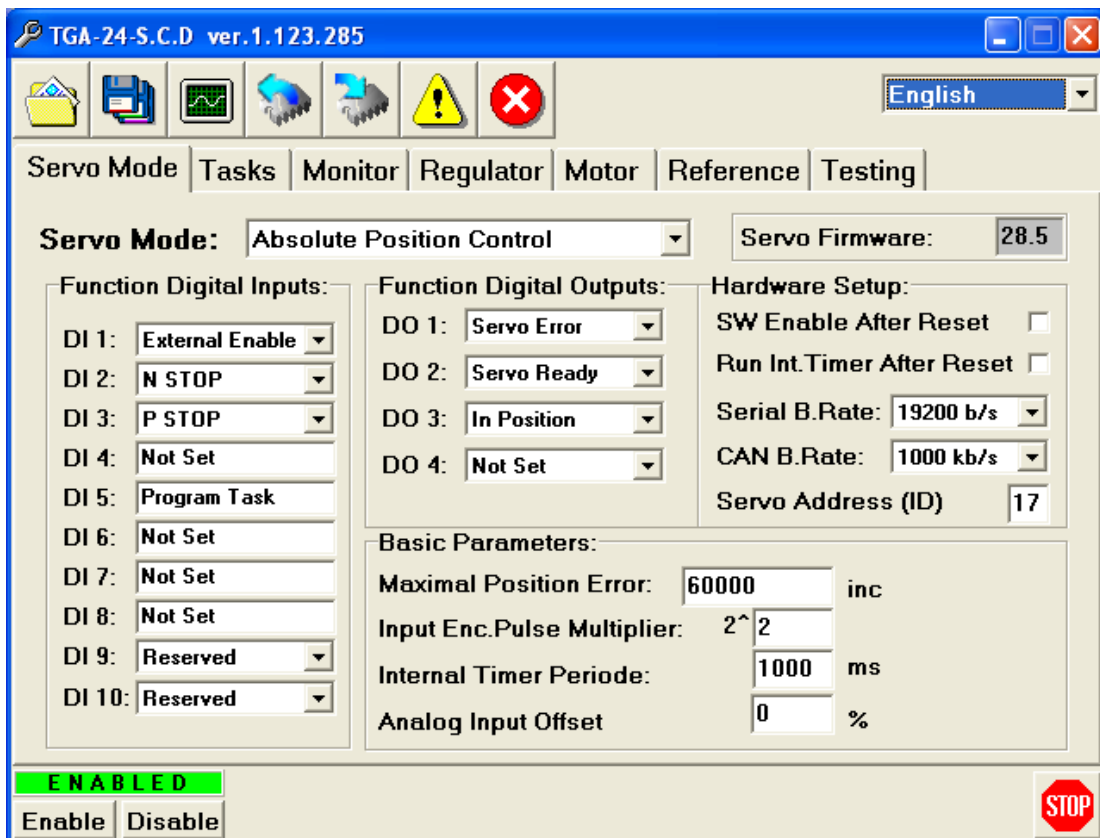 TGA-24-S.C.D ver.1.123.285
English
Servo Mode Tasks Monitor Regulator Motor Reference Testing
Servo Mode: Absolute Position Control
Servo Firmware: 28.5
Function Digital Inputs:
DI 1: External Enable
DI 2: N STOP
DI 3: P STOP
DI 4: Not Set
DI 5: Program Task
DI 6: Not Set
DI 7: Not Set
DI 8: Not Set
DI 9: Reserved
DI 10: Reserved
Function Digital Outputs:
DO 1: Servo Error
DO 2: Servo Ready
DO 3: In Position
DO 4: Not Set
Hardware Setup:
SW Enable After Reset
Run Int.Timer After Reset
Serial B.Rate: 19200 b/s
CAN B.Rate: 1000 kb/s
Servo Address (ID) 17
Basic Parameters:
Maximal Position Error: 60000 inc
Input Enc.Pulse Multiplier: 2^ 2
Internal Timer Periode: 1000 ms
Analog Input Offset 0 %
ENABLED
Enable Disable
STOP